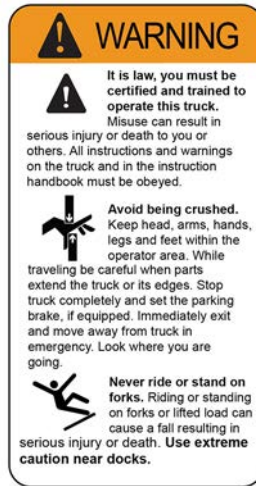 WARNING
It is law, you must be
certified and trained to
operate this truck.
Misuse can result in
serious injury or death to you or
others. All instructions and warnings
on the truck and in the instruction
handbook must be obeyed.
Avoid being crushed.
Keep head, arms, hands,
legs and feet within the
operator area. While
traveling be careful when parts
extend the truck or its edges. Stop
truck completely and set the parking
brake, if equipped. Immediately exit
and move away from truck in
emergency. Look where you are
going.
Never ride or stand on
forks. Riding or standing
on forks or lifted load can
cause a fall resulting in
serious injury or death. Use extreme
caution near docks.